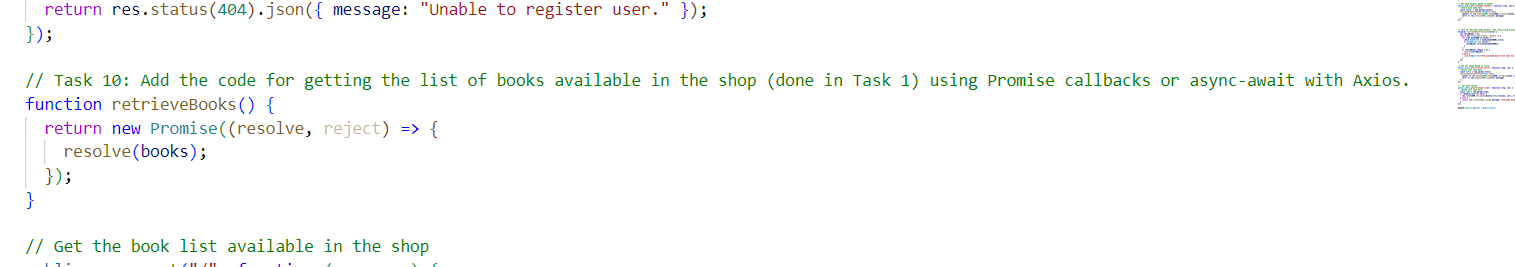 return res.status(404).json({ message: "Unable to register user." });
});
// Task 10: Add the code for getting the list of books available in the shop (done in Task 1) using Promise callbacks or async-await with Axios.
function retrieveBooks() {
return new Promise((resolve, reject) => {
resolve(books);
});
}
// Get the book list available in the shop